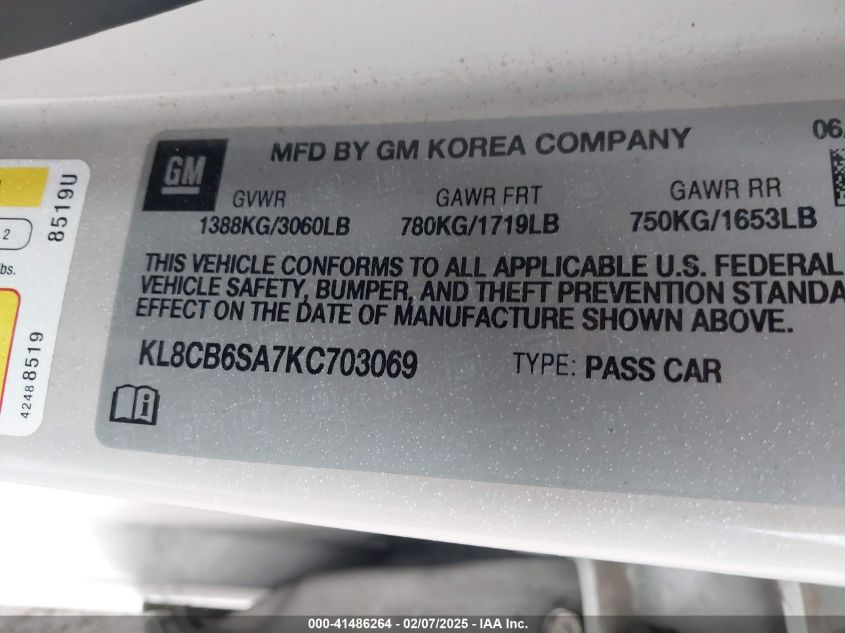 GM
MFD BY GM KOREA COMPANY
06
GVWR GAWR FRT GAWR RR
1388KG/3060LB 780KG/1719LB 750KG/1653LB
THIS VEHICLE CONFORMS TO ALL APPLICABLE U.S. FEDERAL
VEHICLE SAFETY, BUMPER, AND THEFT PREVENTION STANDA
EFFECT ON THE DATE OF MANUFACTURE SHOWN ABOVE.
KL8CB6SA7KC703069 TYPE: PASS CAR
8519U
2
lbs.
42488519
000-41486264 - 02/07/2025 - IAA Inc.